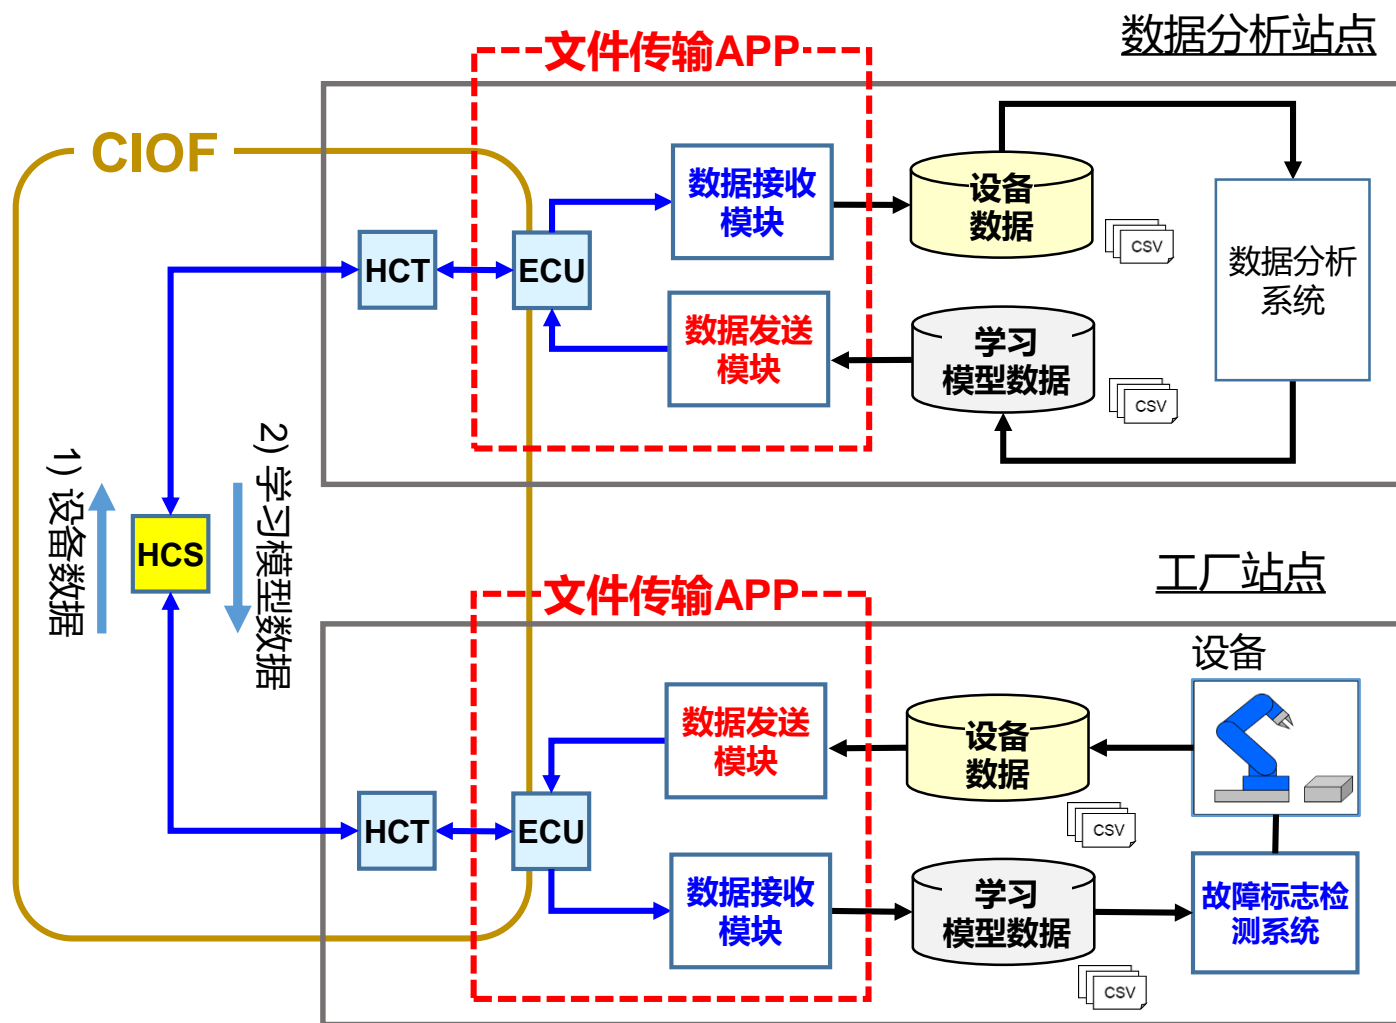 数据分析站点
文件传输APP
CIOF
数据接收
模块
设备
数据
CSV
HCT
ECU
数据分析
系统
数据发送
模块
学习
模型数据
CSV
1) 设备数据
HCS
2) 学习模型数据
工厂站点
文件传输APP
设备
数据发送
模块
设备
数据
CSV
HCT
ECU
数据接收
模块
学习
模型数据
CSV
故障标志检
测系统